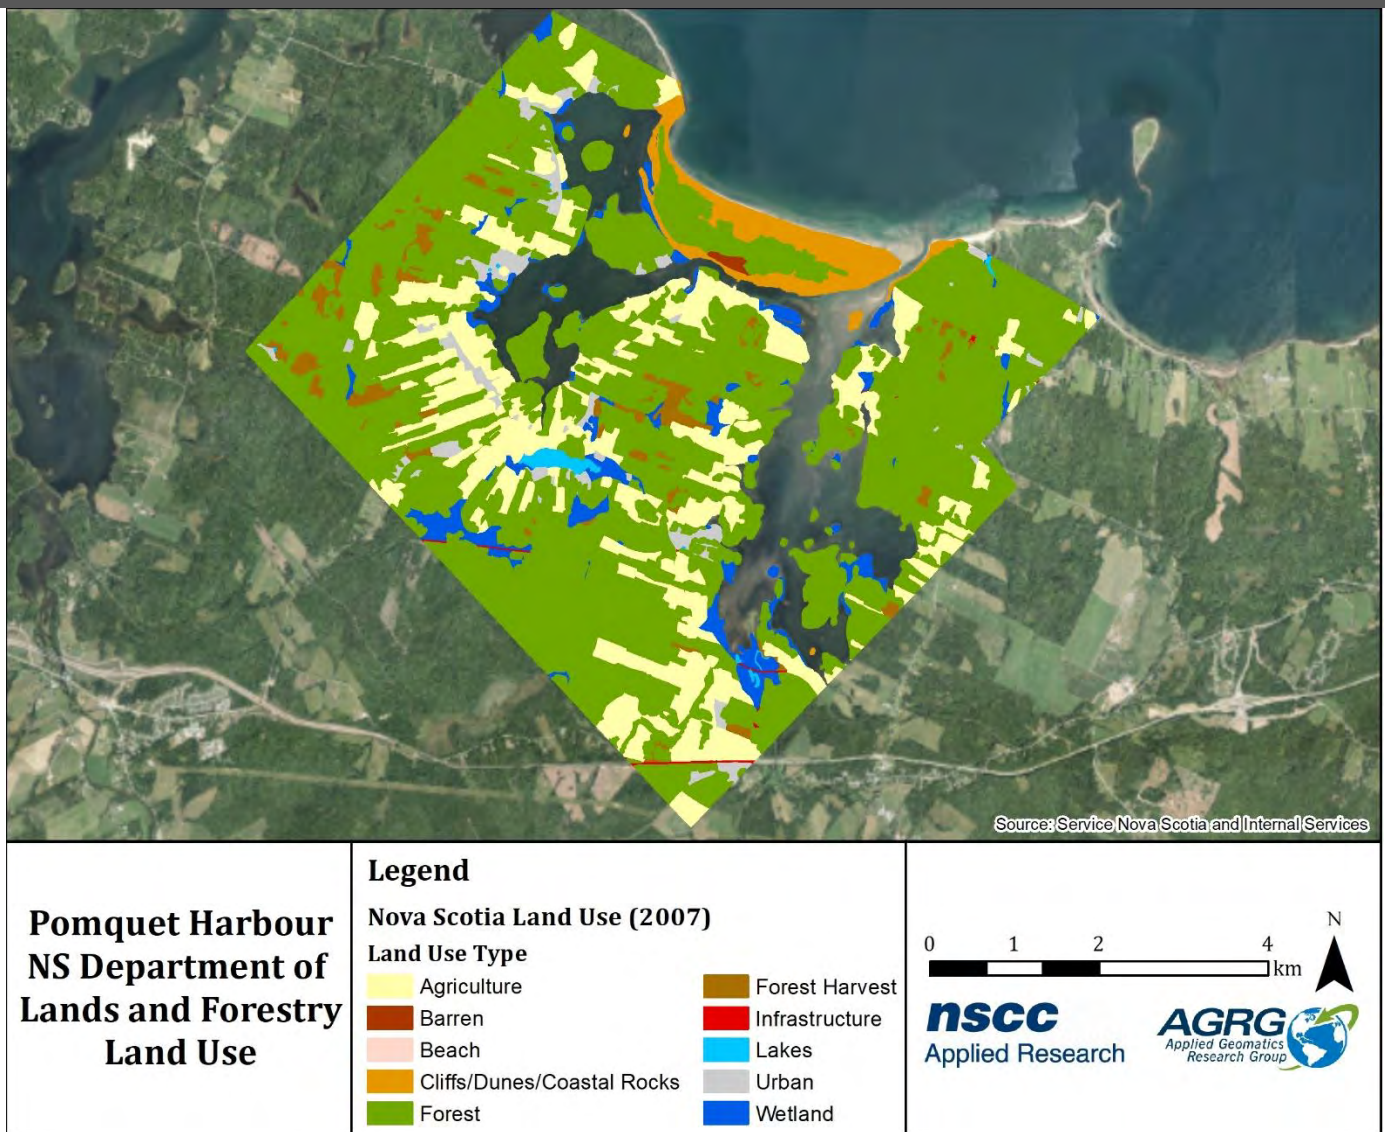 Source: Service Nova Scotia and Internal Services
Pomquet Harbour
NS Department of
Lands and Forestry
Land Use
Legend
Nova Scotia Land Use (2007)
Land Use Type
Agriculture
Barren
Beach
Cliffs/Dunes/Coastal Rocks
Forest
Forest Harvest
Infrastructure
Lakes
Urban
Wetland
0 1 2 4
km
N
nscc
Applied Research
AGRG
Applied Geomatics
Research Group